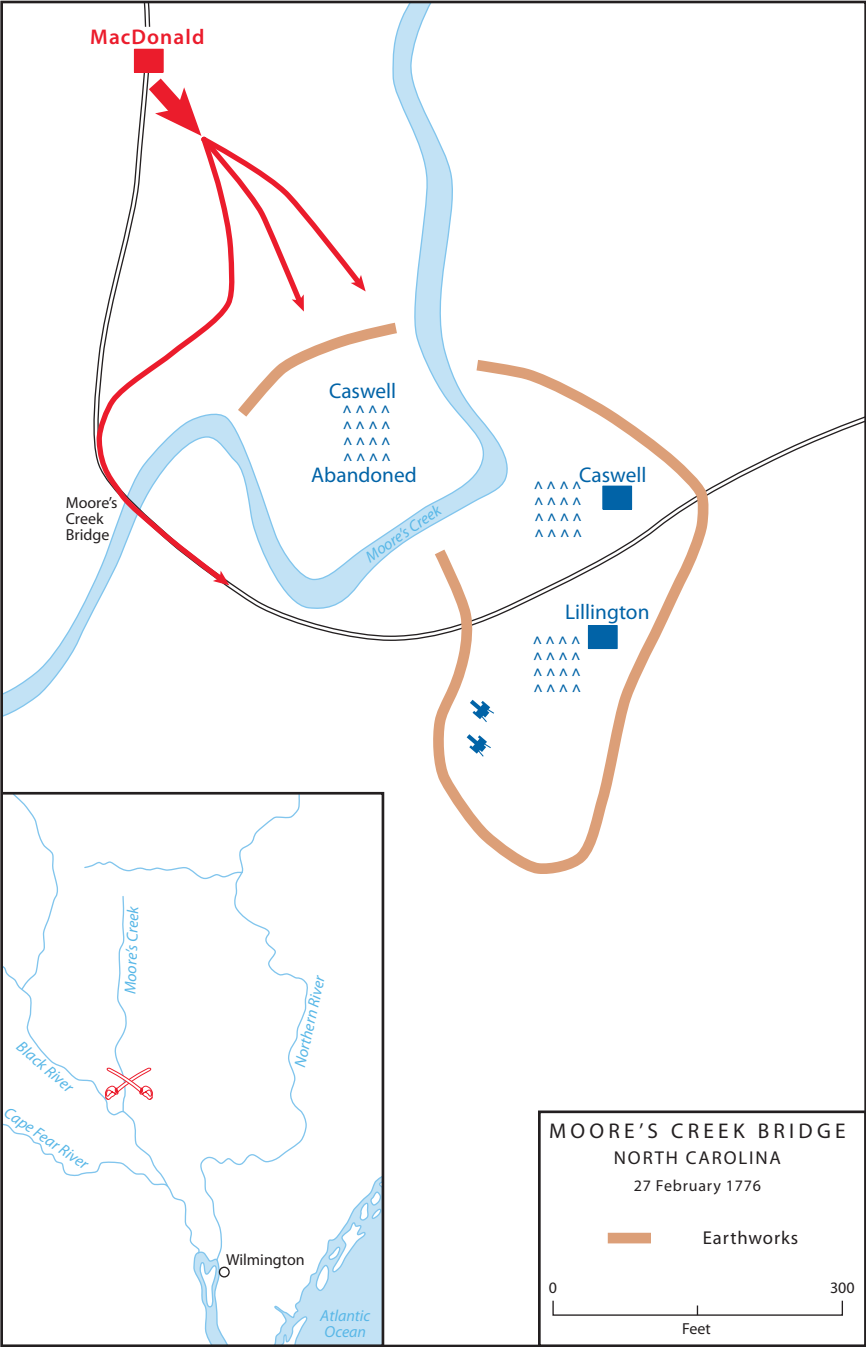 MacDonald
Caswell
^ ^ ^ ^
^ ^ ^ ^
^ ^ ^ ^
^ ^ ^ ^
Abandoned
Moore's
Creek
Bridge
Moore's Creek
Caswell
^ ^ ^ ^
^ ^ ^ ^
^ ^ ^ ^
^ ^ ^ ^
Lillington
^ ^ ^ ^
^ ^ ^ ^
^ ^ ^ ^
^ ^ ^ ^
Moore's Creek
Northern River
Black River
Cape Fear River
Wilmington
Atlantic
Ocean
MOORE'S CREEK BRIDGE
NORTH CAROLINA
27 February 1776
Earthworks
0 300
Feet